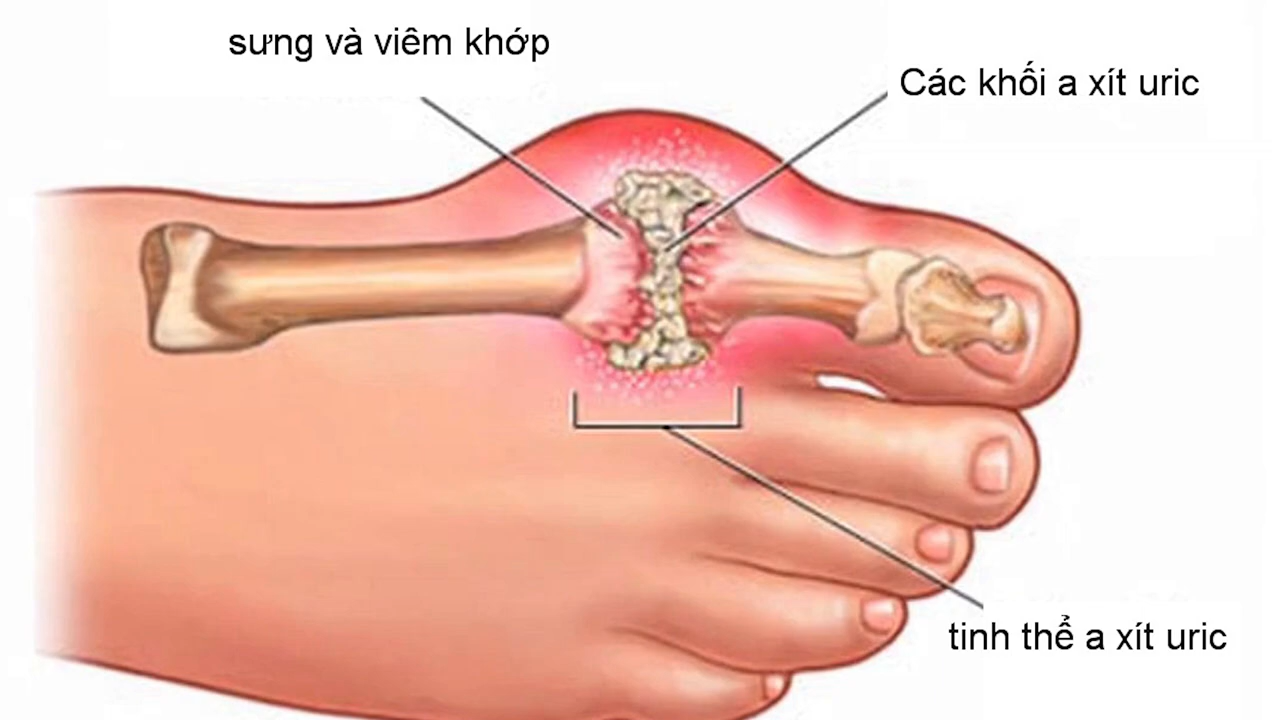 sưng và viêm khớp
Các khối a xít uric
tinh thể a xít uric